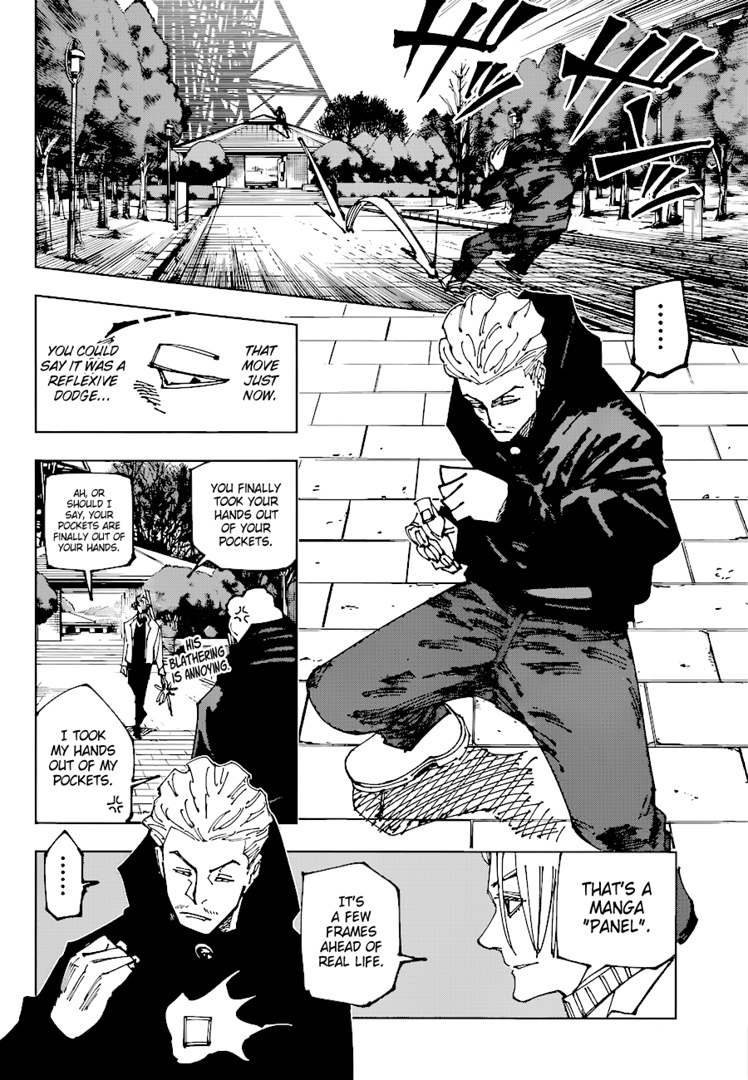 ......
THAT
MOVE
JUST
NOW.
YOU COULD
SAY IT WAS A
REFLEXIVE
DODGE...
YOU FINALLY
TOOK YOUR
HANDS OUT
OF YOUR
POCKETS.
AH, OR
SHOULD I
SAY, YOUR
POCKETS ARE
FINALLY OUT OF
YOUR HANDS.
HIS
BLATHERING
IS ANNOYING.
I TOOK
MY HANDS
OUT OF MY
POCKETS.
THAT'S A
MANGA
"PANEL".
IT'S
A FEW
FRAMES
AHEAD OF
REAL LIFE.
....